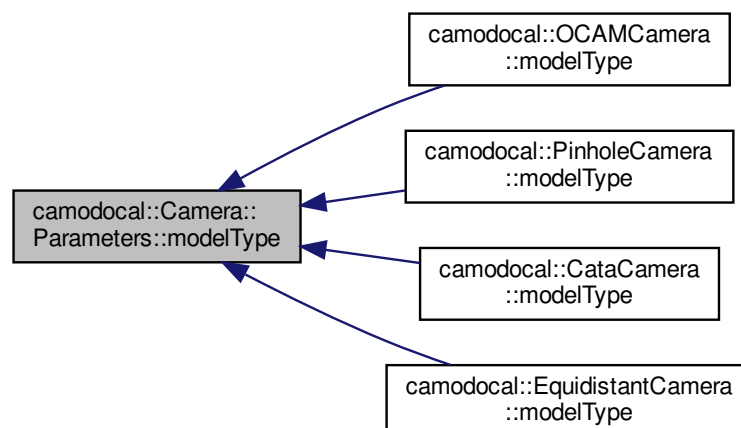 camodocal::OCAMCamera
::modelType
camodocal::PinholeCamera
::modelType
camodocal::Camera::
Parameters::modelType
camodocal::CataCamera
::modelType
camodocal::EquidistantCamera
::modelType